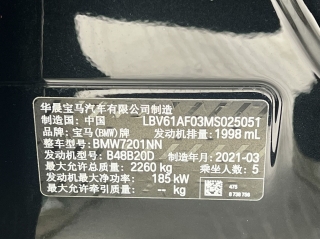 华晨宝马汽车有限公司制造
制造国: 中国 LBV61AF03MS025051
品牌: 宝马(BMW)牌 发动机排量: 1998 mL
整车型号: BMW7201NN
发动机型号: B48B20D 制造年月: 2021-03
最大允许总质量: 2260 kg 乘坐人数: 5
发动机最大净功率: 185 kW
最大允许牵引质量: -- kg